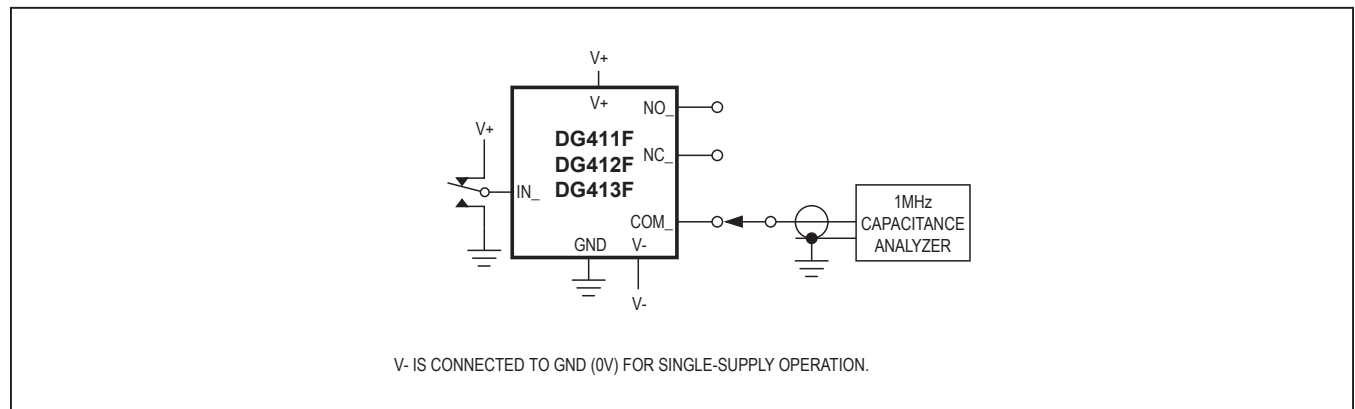 V+
V+
NO_
V+
DG411F
DG412F
DG413F
NC_
IN_
COM_
1MHz
CAPACITANCE
ANALYZER
GND V-
V-
V- IS CONNECTED TO GND (0V) FOR SINGLE-SUPPLY OPERATION.